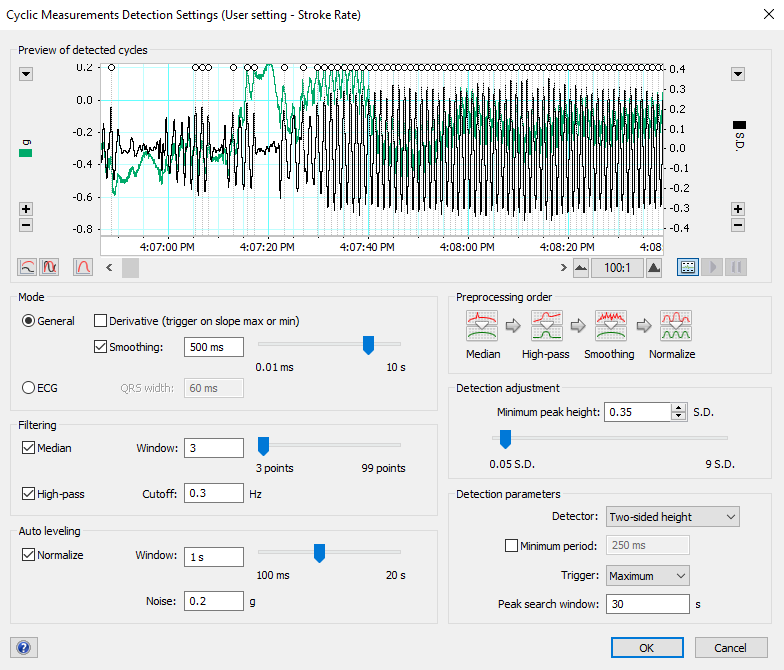 Cyclic Measurements Detection Settings (User setting - Stroke Rate)
Preview of detected cycles
0.2
0.0
-0.2
-0.4
-0.6
-0.8
g
0.4
0.3
0.2
0.1
0.0
-0.1
-0.2
-0.3
-0.4
S.D.
4:07:00 PM 4:07:20 PM 4:07:40 PM 4:08:00 PM 4:08:20 PM 4:08
100:1
Mode
General
Derivative (trigger on slope max or min)
Smoothing: 500 ms
0.01 ms 10 s
ECG QRS width: 60 ms
Filtering
Median Window: 3
3 points 99 points
High-pass Cutoff: 0.3 Hz
Auto leveling
Normalize Window: 1 s
100 ms 20 s
Noise: 0.2 g
Preprocessing order
Median High-pass Smoothing Normalize
Detection adjustment
Minimum peak height: 0.35 S.D.
0.05 S.D. 9 S.D.
Detection parameters
Detector: Two-sided height
Minimum period: 250 ms
Trigger: Maximum
Peak search window: 30 s
?
OK Cancel